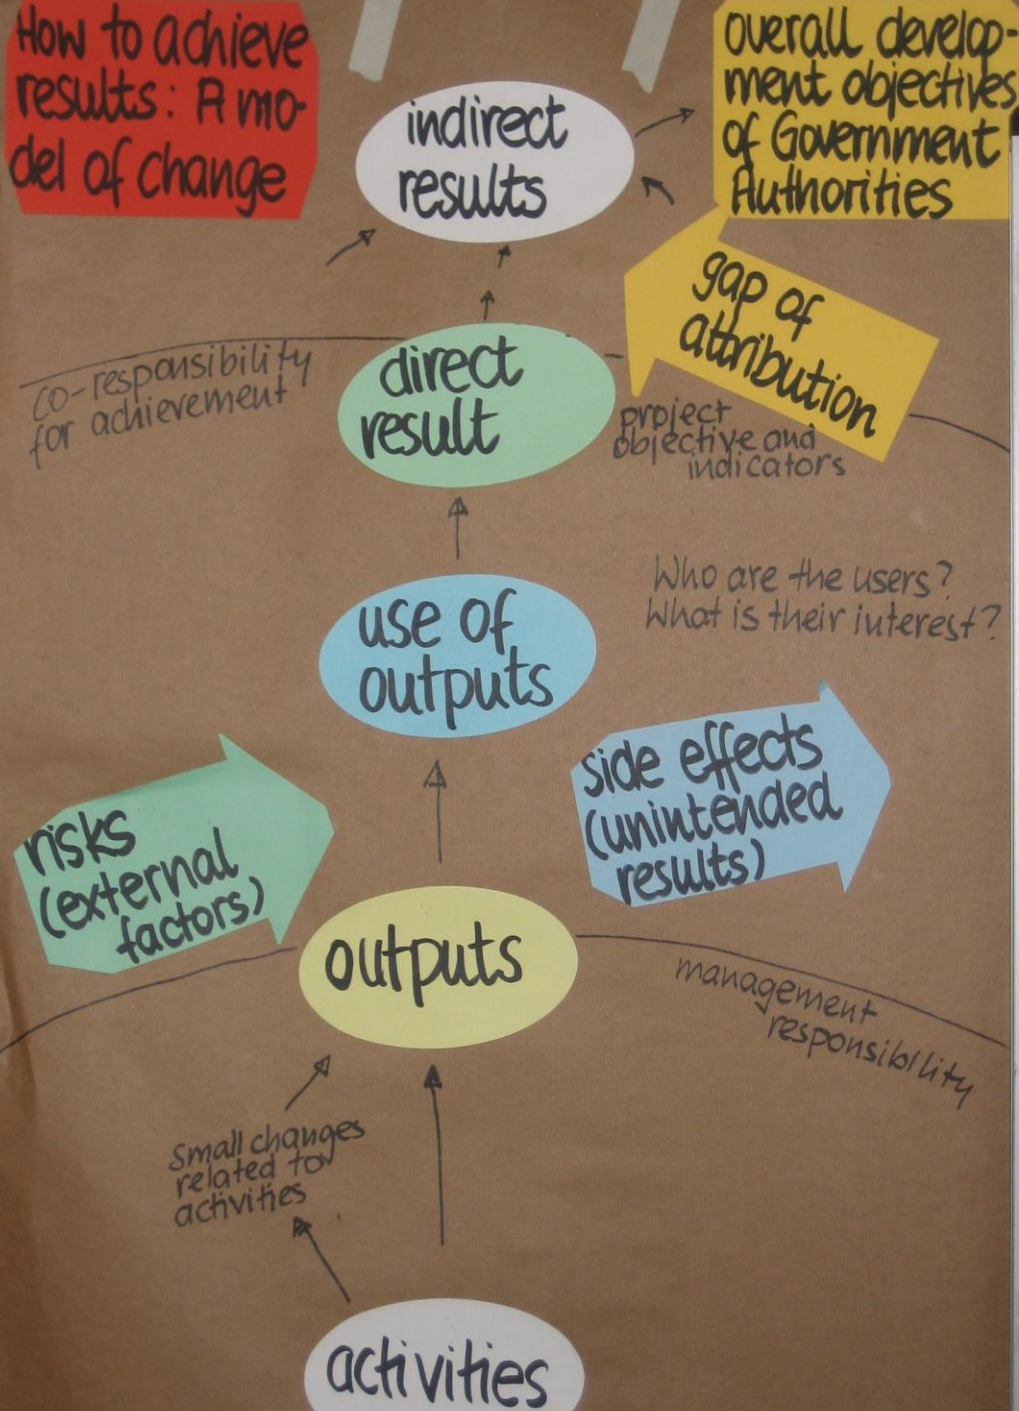 How to achieve
results: A mo-
del of change
overall develop-
ment objectives
of Government
Authorities
indirect
results
gap of
attribution
co-responsibility
for achievement
direct
result
project
objective and
indicators
Who are the users?
What is their interest?
use of
outputs
side effects
(unintended
results)
risks
(external
factors)
outputs
management
responsibility
small changes
related to
activities
activities